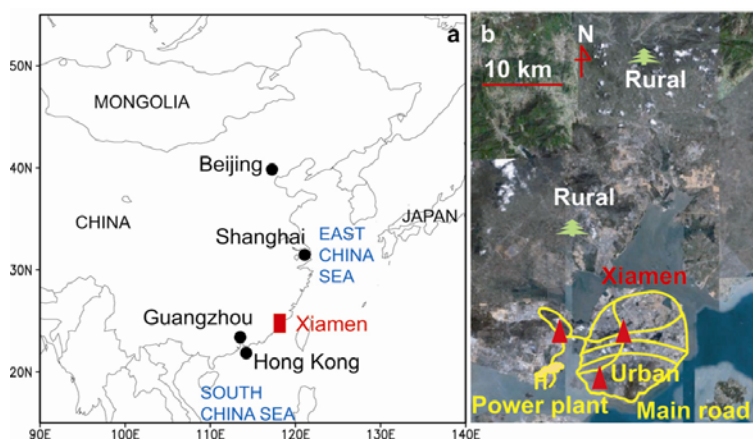 a
50N
MONGOLIA
40N
Beijing
CHINA
JAPAN
Shanghai
EAST
CHINA
SEA
30N
Guangzhou
Xiamen
Hong Kong
20N
SOUTH
CHINA SEA
90E
100E
110E
120E
130E
140E
b
N
10 km
Rural
Rural
Xiamen
Urban
Power plant
Main road